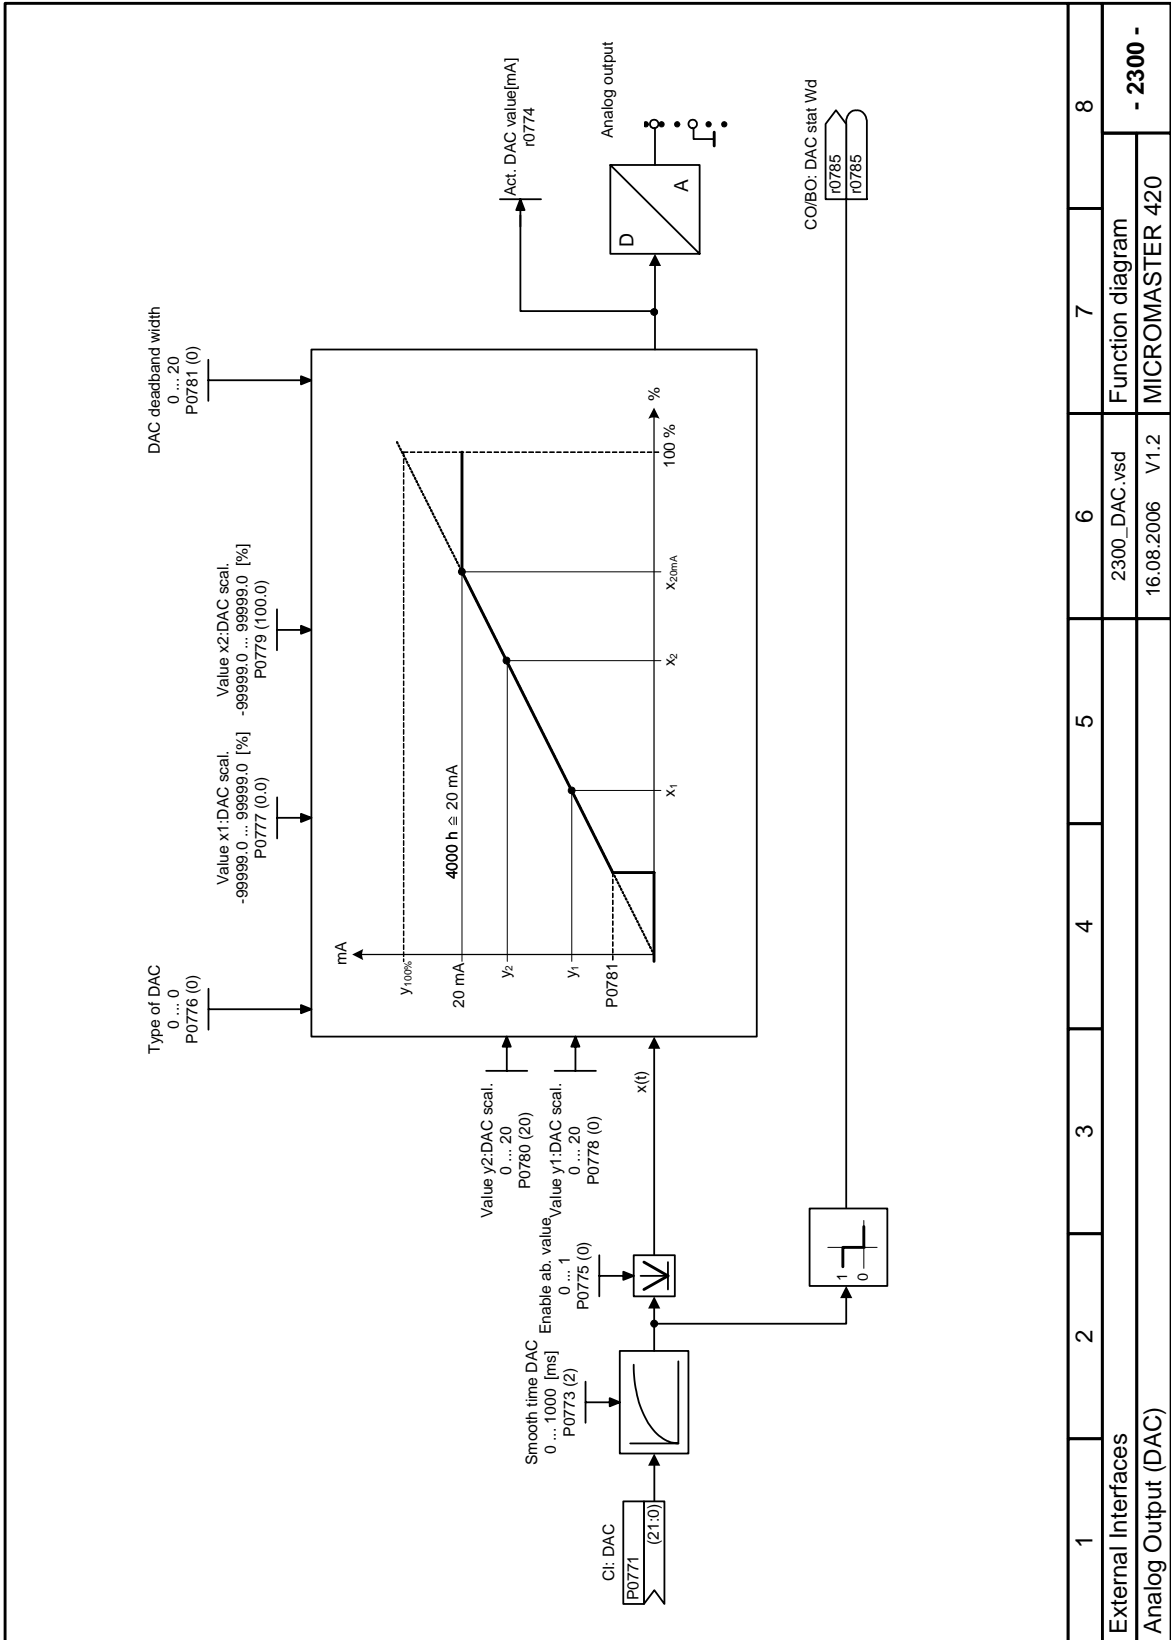 Type of DAC
0 ... 0
P0776 (0)
Value x1:DAC scal.
-99999.0 ... 99999.0 [%]
P0777 (0.0)
Value x2:DAC scal.
-99999.0 ... 99999.0 [%]
P0779 (100.0)
DAC deadband width
0 ... 20
P0781 (0)
mA
y100%
20 mA
y2
y1
P0781
4000 h ≙ 20 mA
x1
x2
x20mA
100 %
%
Value y2:DAC scal.
0 ... 20
P0780 (20)
Value y1:DAC scal.
0 ... 20
P0778 (0)
x(t)
Enable ab. value
0 ... 1
P0775 (0)
Smooth time DAC
0 ... 1000 [ms]
P0773 (2)
CI: DAC
P0771
(21:0)
Act. DAC value[mA]
r0774
Analog output
D
A
1
0
CO/BO: DAC stat Wd
r0785
r0785
1 2 3 4 5 6 7 8
External Interfaces
2300_DAC.vsd
Function diagram
- 2300 -
Analog Output (DAC)
16.08.2006 V1.2
MICROMASTER 420